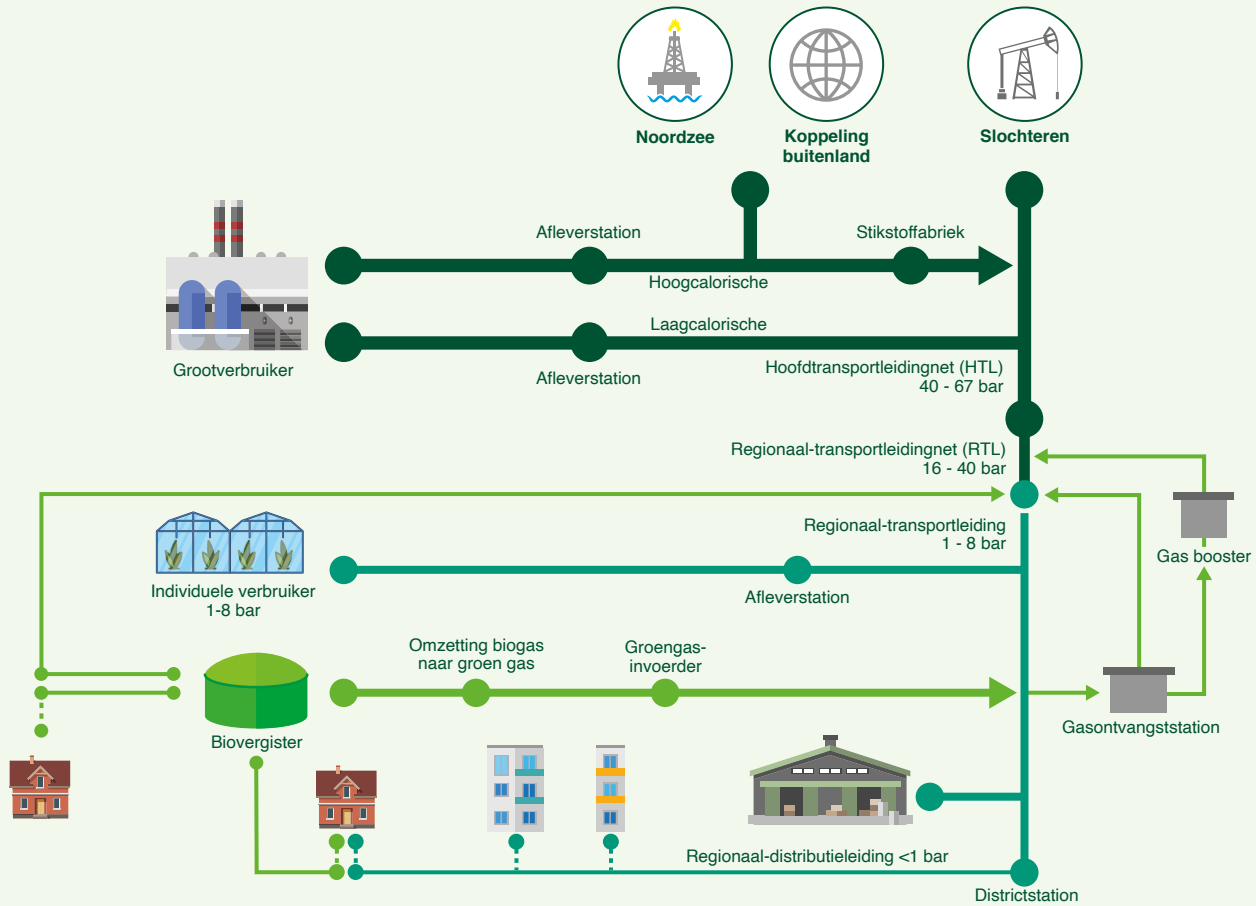 Noordzee
Koppeling
buitenland
Slochteren
Afleverstation
Stikstoffabriek
Hoogcalorische
Laagcalorische
Grootverbruiker
Afleverstation
Hoofdtransportleidingnet (HTL)
40 - 67 bar
Regionaal-transportleidingnet (RTL)
16 - 40 bar
Regionaal-transportleiding
1 - 8 bar
Gas booster
Individuele verbruiker
1-8 bar
Afleverstation
Omzetting biogas
naar groen gas
Groengas-
invoerder
Gasontvangststation
Biovergister
Regionaal-distributieleiding <1 bar
Districtstation